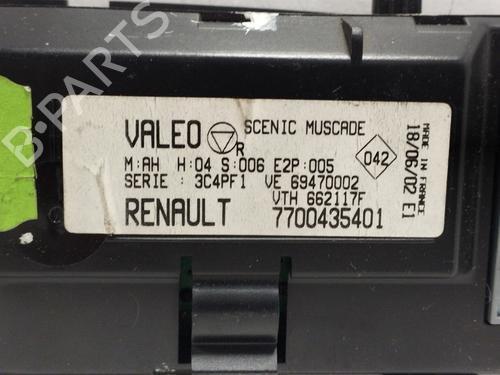 VALEO R SCENIC MUSCADE
M:AH H:04 S:006 E2P:005
SERIE : 3C4PF1 VE 69470002
VTH 662117F
RENAULT 7700435401
042
MADE IN FRANCE
18/06/02 E1
B-PARTS